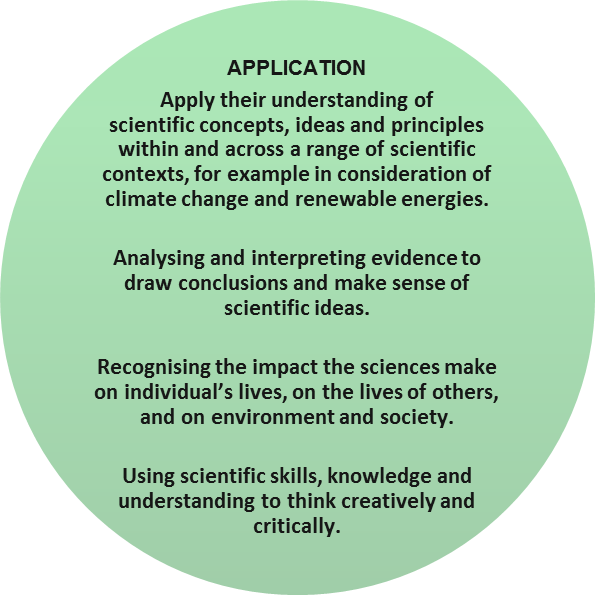 APPLICATION
Apply their understanding of
scientific concepts, ideas and principles
within and across a range of scientific
contexts, for example in consideration of
climate change and renewable energies.
Analysing and interpreting evidence to
draw conclusions and make sense of
scientific ideas.
Recognising the impact the sciences make
on individual’s lives, on the lives of others,
and on environment and society.
Using scientific skills, knowledge and
understanding to think creatively and
critically.